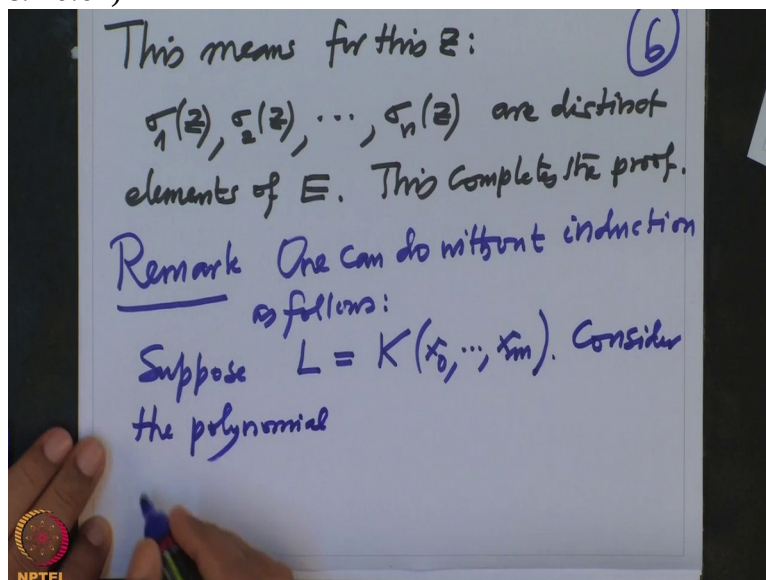 This means for this z:
6
σ₁(z), σ₂(z), ⋯, σₙ(z) are distinct
elements of E. This completes the proof.
Remark One can do without induction
as follows:
Suppose L = K(x₀, ⋯, xₘ). Consider
the polynomial
NPTEL